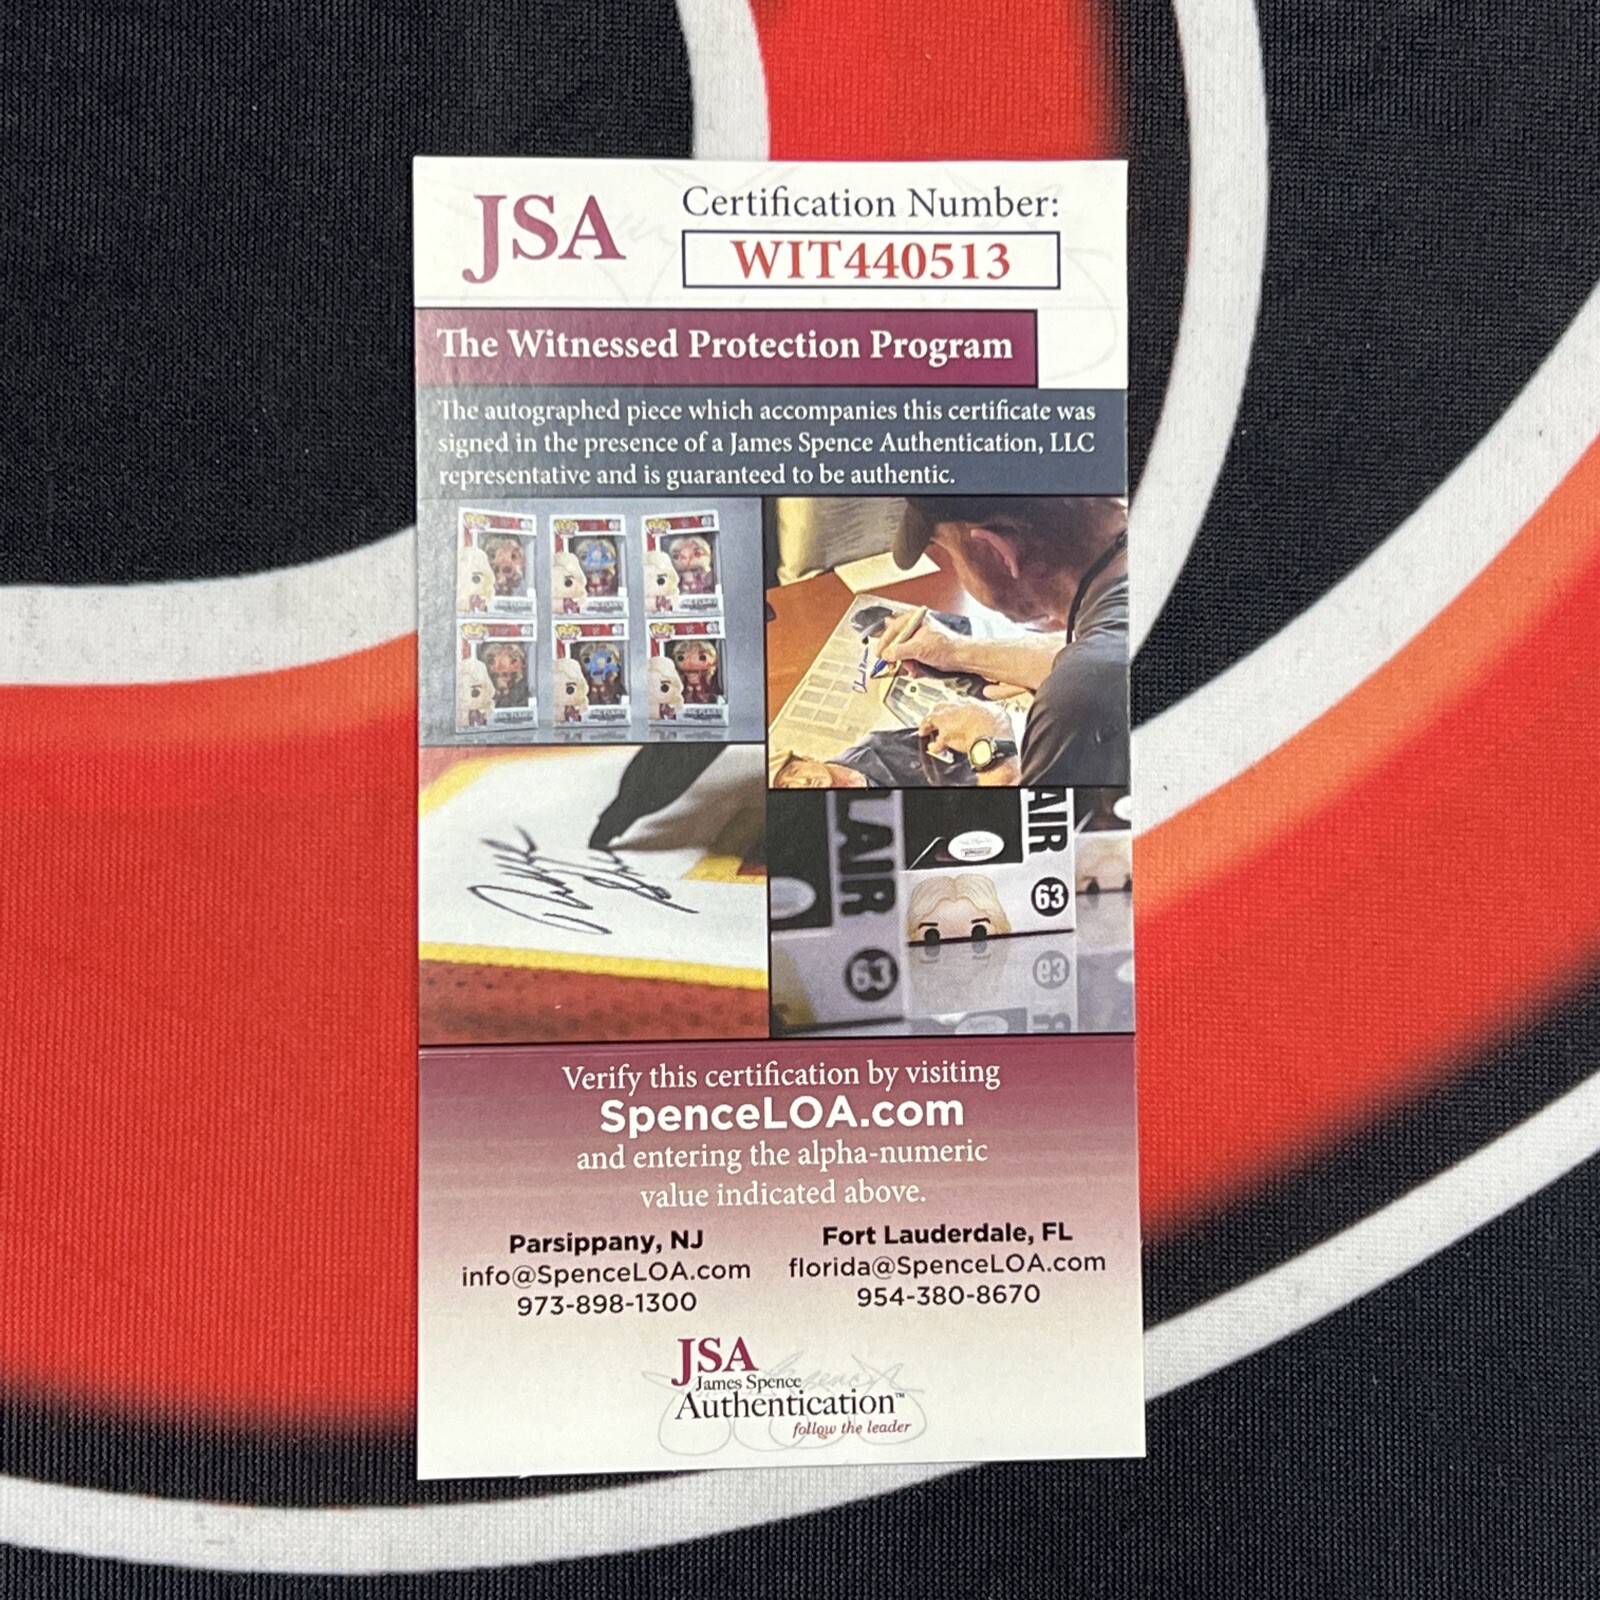 JSA
Certification Number:
WIT440513
The Witnessed Protection Program
The autographed piece which accompanies this certificate was
signed in the presence of a James Spence Authentication, LLC
representative and is guaranteed to be authentic.
LAIR
AIR
63
63
63
Verify this certification by visiting
SpenceLOA.com
and entering the alpha-numeric
value indicated above.
Parsippany, NJ
info@SpenceLOA.com
973-898-1300
Fort Lauderdale, FL
florida@SpenceLOA.com
954-380-8670
JSA
James Spence
Authentication™
follow the leader